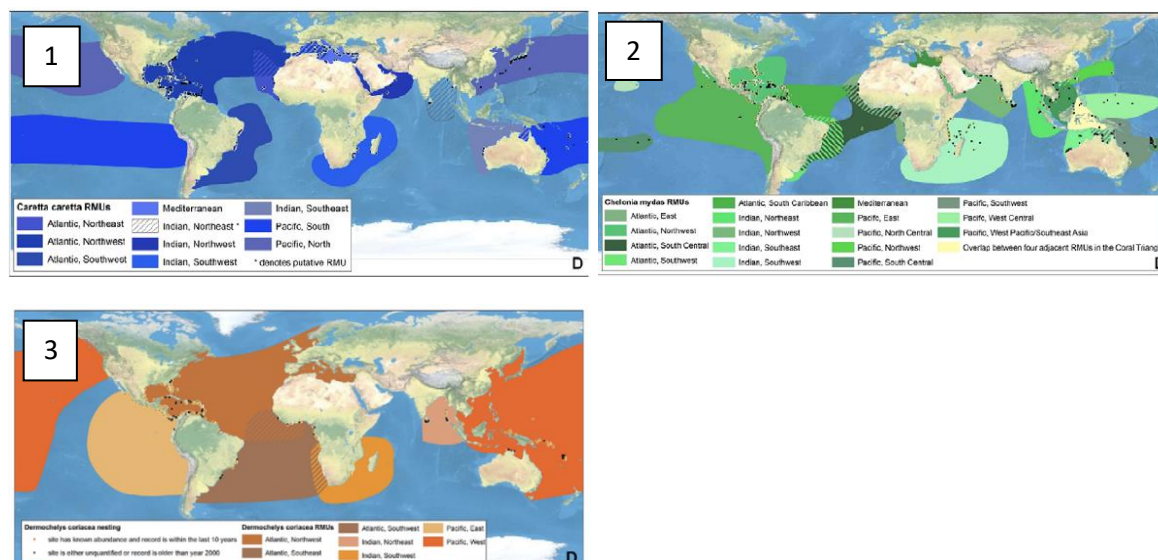 1
2
Caretta caretta RMUs
Atlantic, Northeast
Atlantic, Northwest
Atlantic, Southwest
Mediterranean
Indian, Northeast *
Indian, Northwest
Indian, Southwest
Indian, Southeast
Pacific, South
Pacific, North
* denotes putative RMU
D
Chelonia mydas RMUs
Atlantic, East
Atlantic, Northwest
Atlantic, South Central
Atlantic, Southwest
Atlantic, South Caribbean
Indian, Northwest
Indian, Northeast
Indian, Southeast
Indian, Southwest
Mediterranean
Pacific, East
Pacific, North Central
Pacific, Northwest
Pacific, South Central
Pacific, Southwest
Pacific, West Central
Pacific, West Pacific/Southeast Asia
Overlap between four adjacent RMUs in the Coral Triang
3
Dermochelys coriacea nesting
site has known abundance and record is within the last 10 years
site is either unquantified or record is older than year 2000
Dermochelys coriacea RMUs
Atlantic, Northwest
Atlantic, Southeast
Atlantic, Southwest
Indian, Northeast
Indian, Southwest
Pacific, East
Pacific, West
D